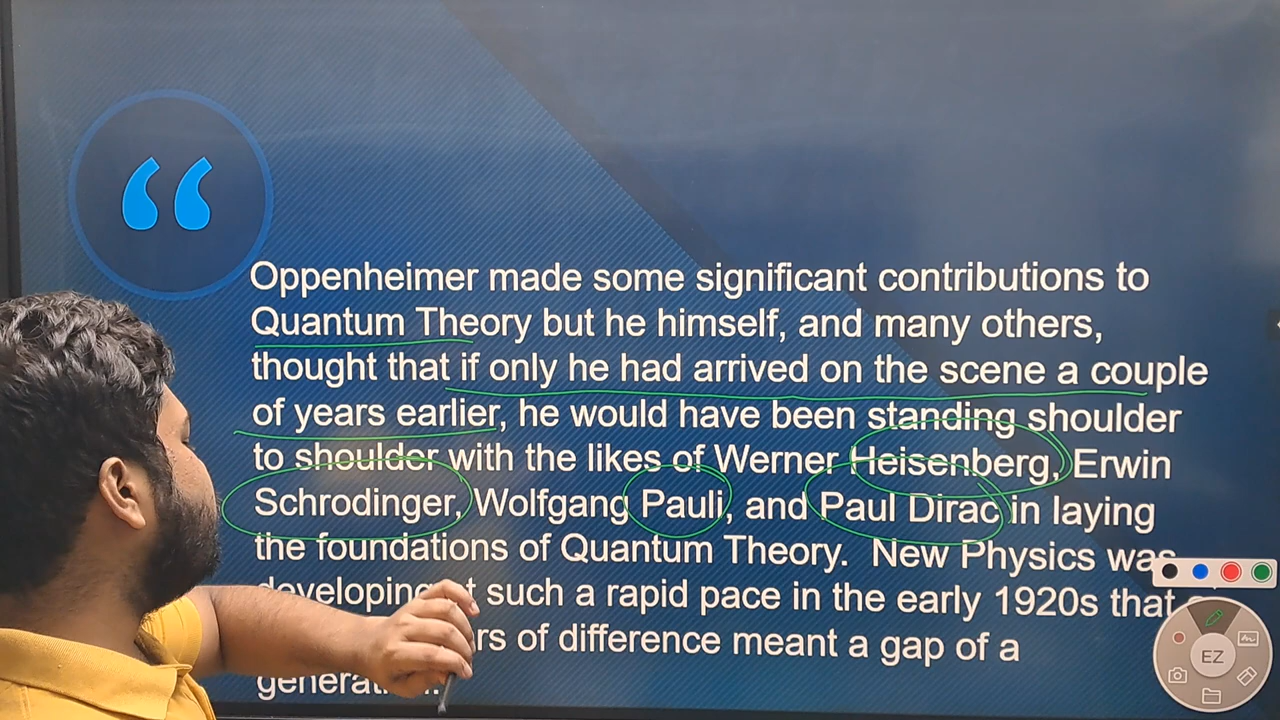 “
Oppenheimer made some significant contributions to
Quantum Theory but he himself, and many others,
thought that if only he had arrived on the scene a couple
of years earlier, he would have been standing shoulder
to shoulder with the likes of Werner Heisenberg, Erwin
Schrodinger, Wolfgang Pauli, and Paul Dirac in laying
the foundations of Quantum Theory. New Physics was
developing such a rapid pace in the early 1920s that
of difference meant a gap of a
EZ